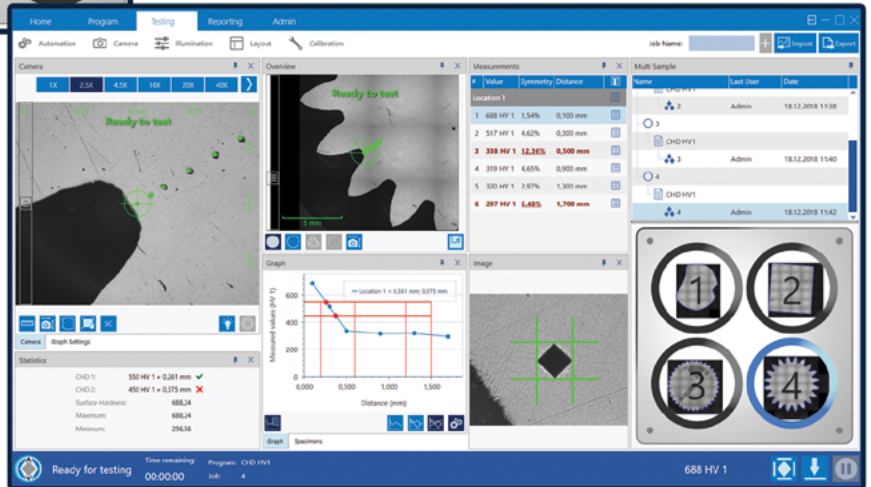 Home Program Testing Reporting Admin
Automation Camera Illumination Layout Calibration Job Name: Import Export
Camera
1X 2.5X 4.5X 10X 20X 40X
Ready to test
SC
Camera Graph Settings
Statistics
CHD 1: 550 HV 1 = 0,261 mm
CHD 2: 450 HV 1 = 0,375 mm
Surface Hardness: 688,24
Maximum: 688,24
Minimum: 296,56
Overview
Ready to test
5 mm
Graph
Location 1 = 0,261 mm; 0,375 mm
Measured values (HV 1)
600
400
200
0
0,000 0,500 1,000 1,500
Distance (mm)
Graph Specimens
Measurements
# Value Symmetry Distance
Location 1
1 688 HV 1 1,54% 0,100 mm
2 517 HV 1 4,62% 0,300 mm
3 338 HV 1 12,36% 0,500 mm
4 319 HV 1 4,65% 0,900 mm
5 320 HV 1 2,97% 1,300 mm
6 297 HV 1 5,48% 1,700 mm
Image
Multi Sample
Name Last User Date
CHD HV1
2 Admin 18.12.2018 11:38
3
CHD HV1
3 Admin 18.12.2018 11:40
4
CHD HV1
4 Admin 18.12.2018 11:42
1 2
3 4
Ready for testing
Time remaining:
00:00:00
Program: CHD HV1
Job: 4
688 HV 1